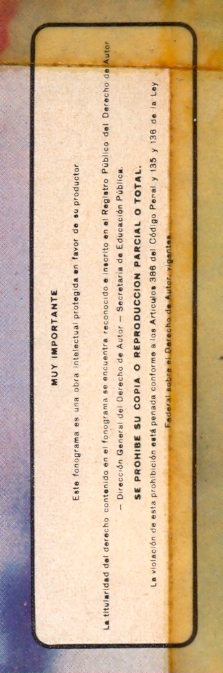 MUY IMPORTANTE
Este fonograma es una obra intelectual protegida en favor de su productor
La titularidad del derecho contenido en el fonograma se encuentra reconocido e inscrito en el Registro Público del Derecho de Autor
– Dirección General del Derecho de Autor – Secretaría de Educación Pública.
SE PROHIBE SU COPIA O REPRODUCCION PARCIAL O TOTAL.
La violación de esta prohibición está penada conforme a los Artículos 386 del Código Penal y 135 y 136 de la Ley
Federal sobre el Derecho de Autor, vigentes.